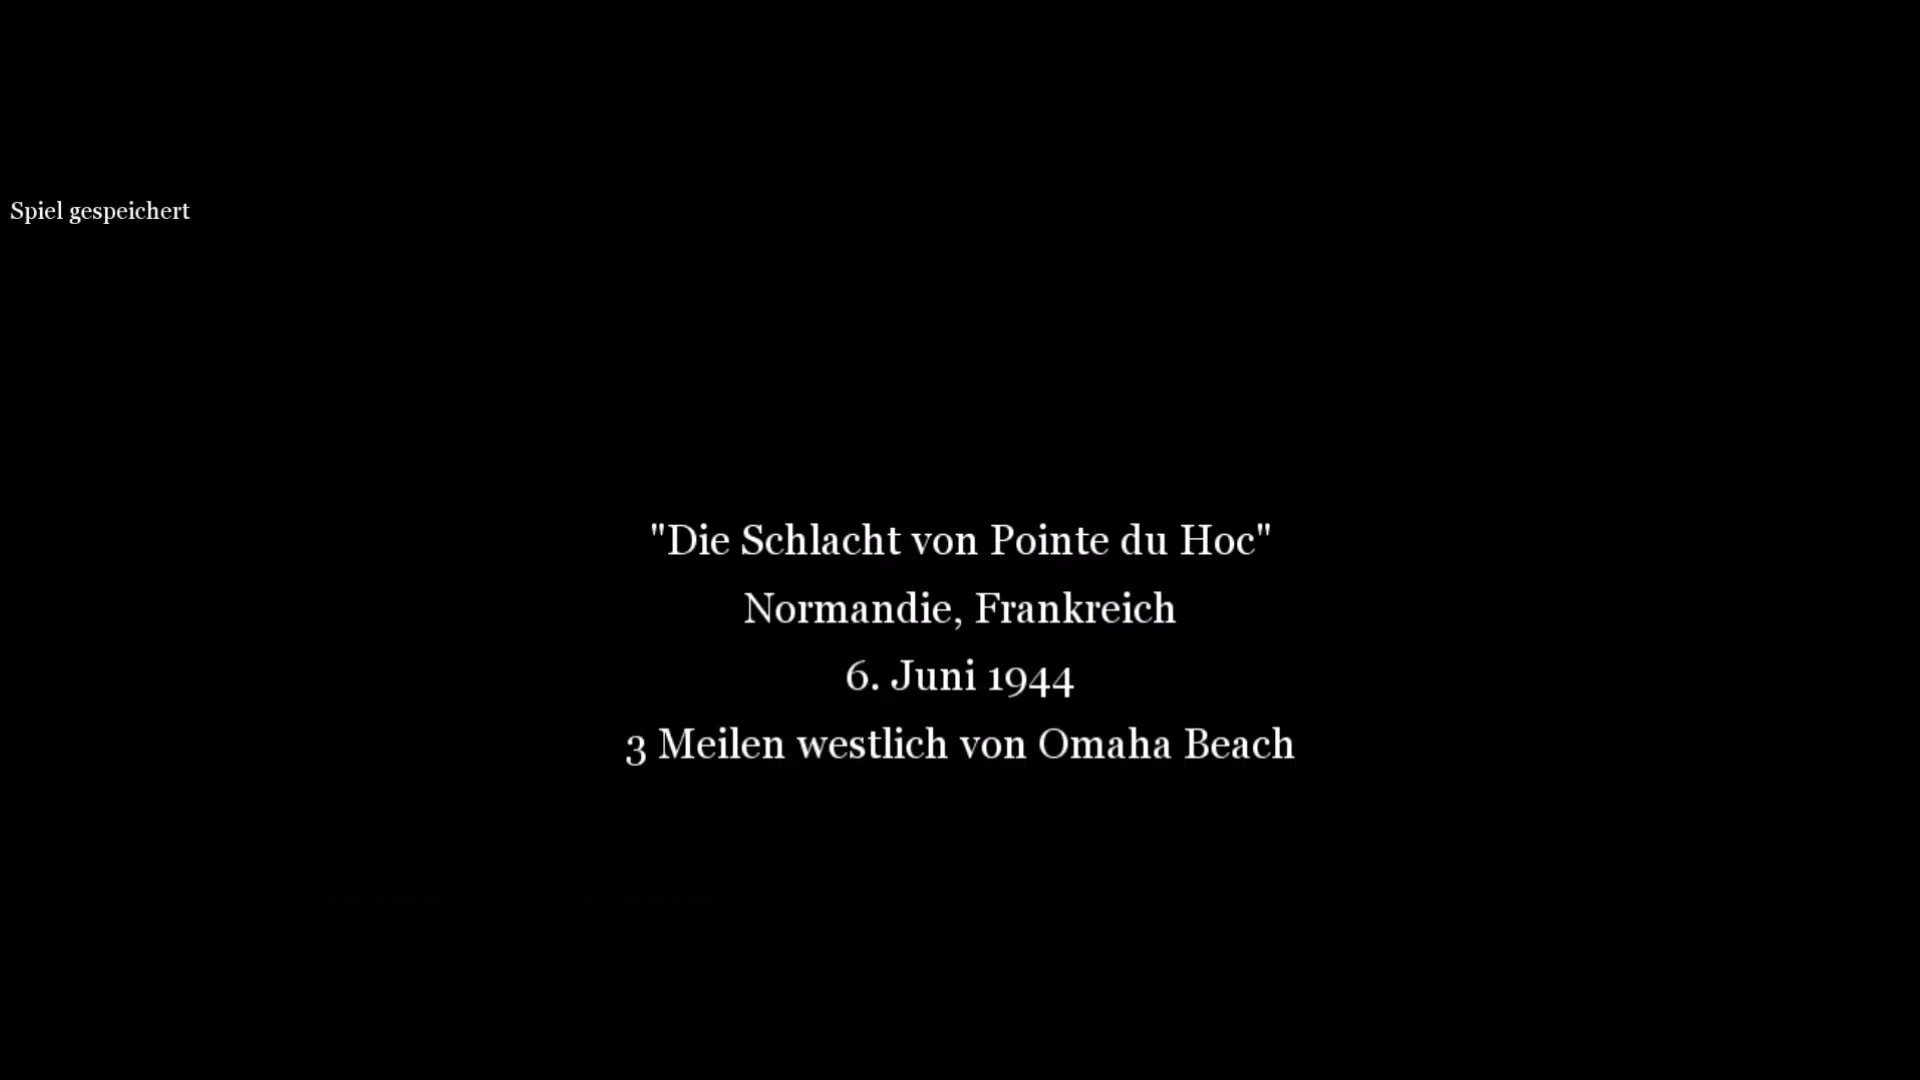 Spiel gespeichert
"Die Schlacht von Pointe du Hoc"
Normandie, Frankreich
6. Juni 1944
3 Meilen westlich von Omaha Beach